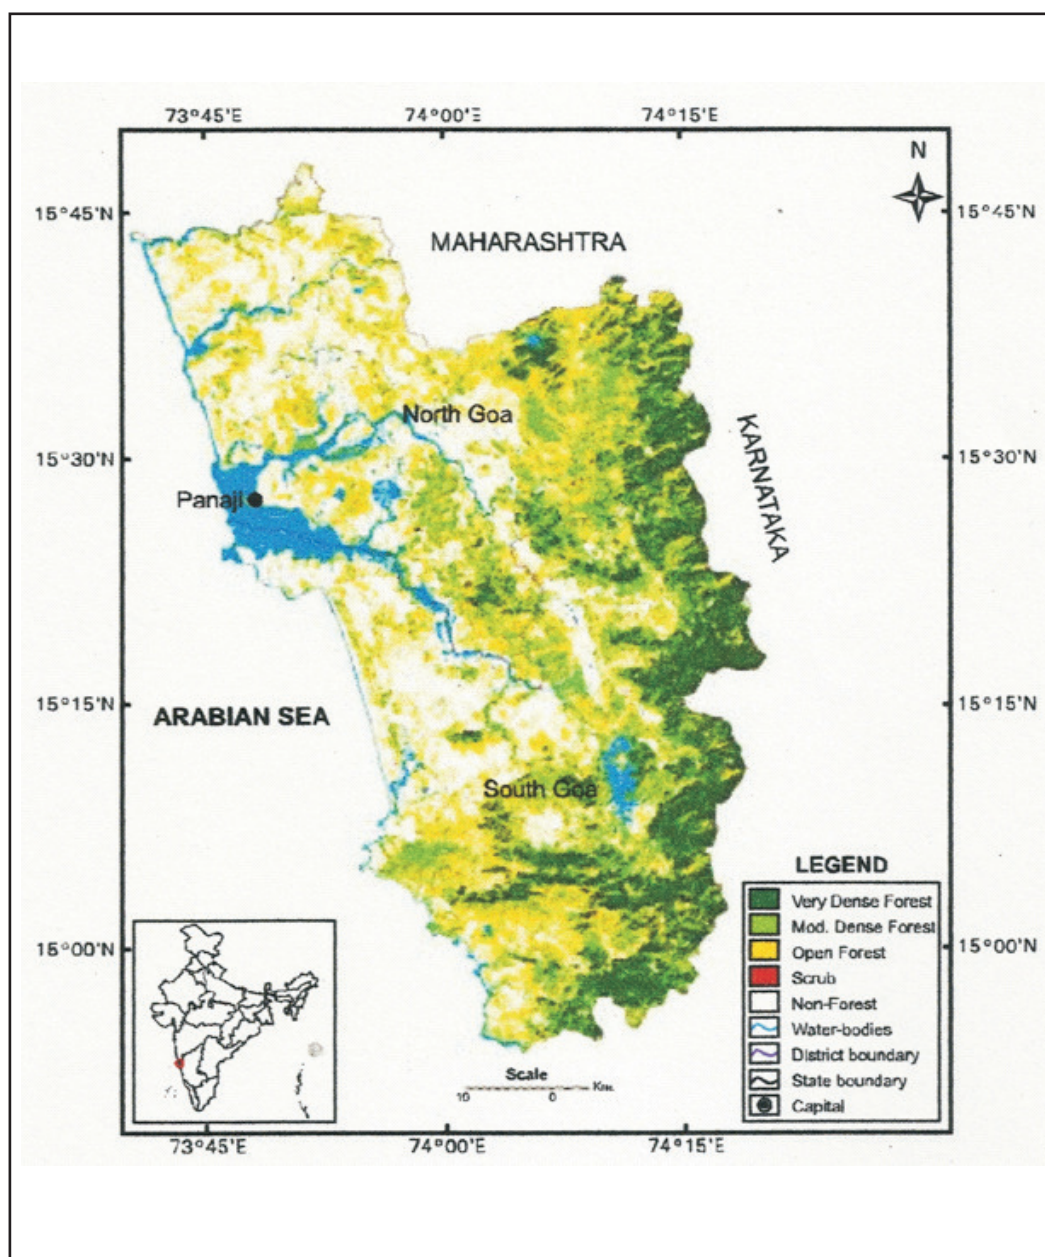 73°45'E 74°00'E 74°15'E
N
15°45'N 15°45'N
MAHARASHTRA
North Goa
KARNATAKA
15°30'N 15°30'N
Panaji
15°15'N 15°15'N
ARABIAN SEA
South Goa
LEGEND
Very Dense Forest
Mod. Dense Forest
Open Forest
Scrub
Non-Forest
Water-bodies
District boundary
State boundary
Capital
15°00'N 15°00'N
Scale
10 0 Km.
73°45'E 74°00'E 74°15'E